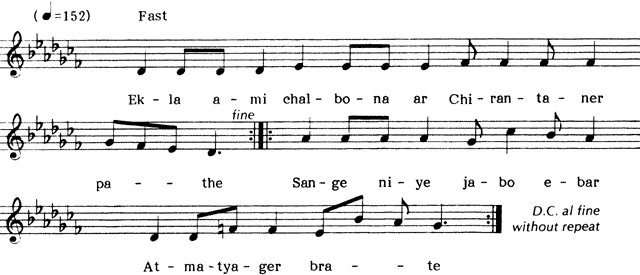 (♩=152) Fast
Ek - la a - mi chal - bo - na ar Chi - ran - ta - ner
fine
pa - - the San - ge ni - ye ja - bo e - bar
D.C. al fine
without repeat
At - ma - tya - ger bra - - te